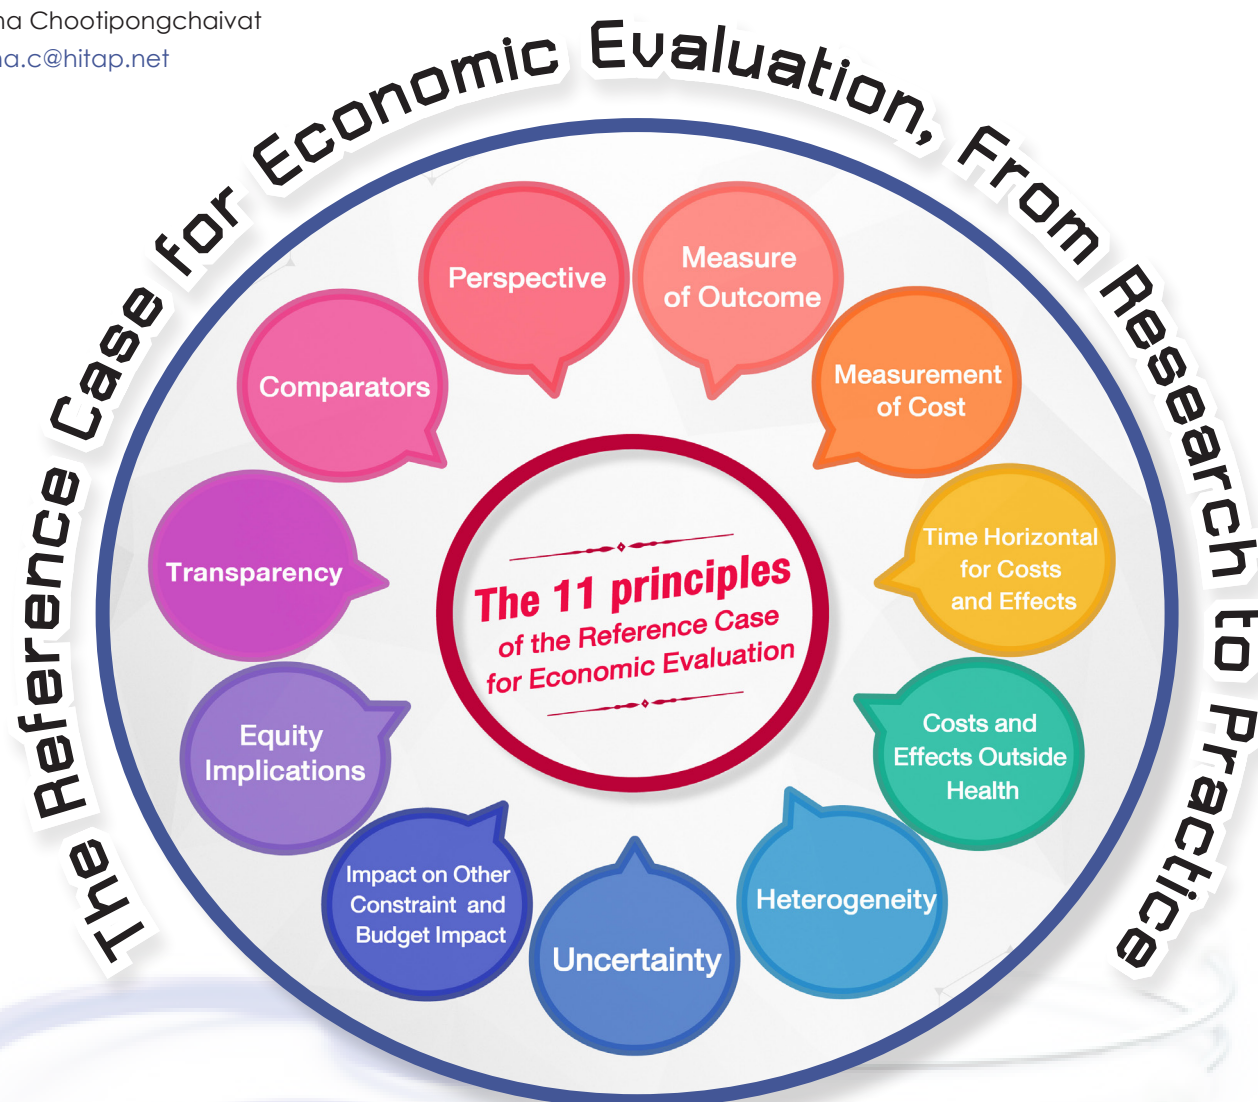 na Chootipongchaivat
na.c@hitap.net
The Reference Case for Economic Evaluation, From Research to Practice
Perspective
Measure
of Outcome
Measurement
of Cost
Comparators
Time Horizontal
for Costs
and Effects
Transparency
The 11 principles
of the Reference Case
for Economic Evaluation
Costs and
Effects Outside
Health
Equity
Implications
Heterogeneity
Impact on Other
Constraint and
Budget Impact
Uncertainty